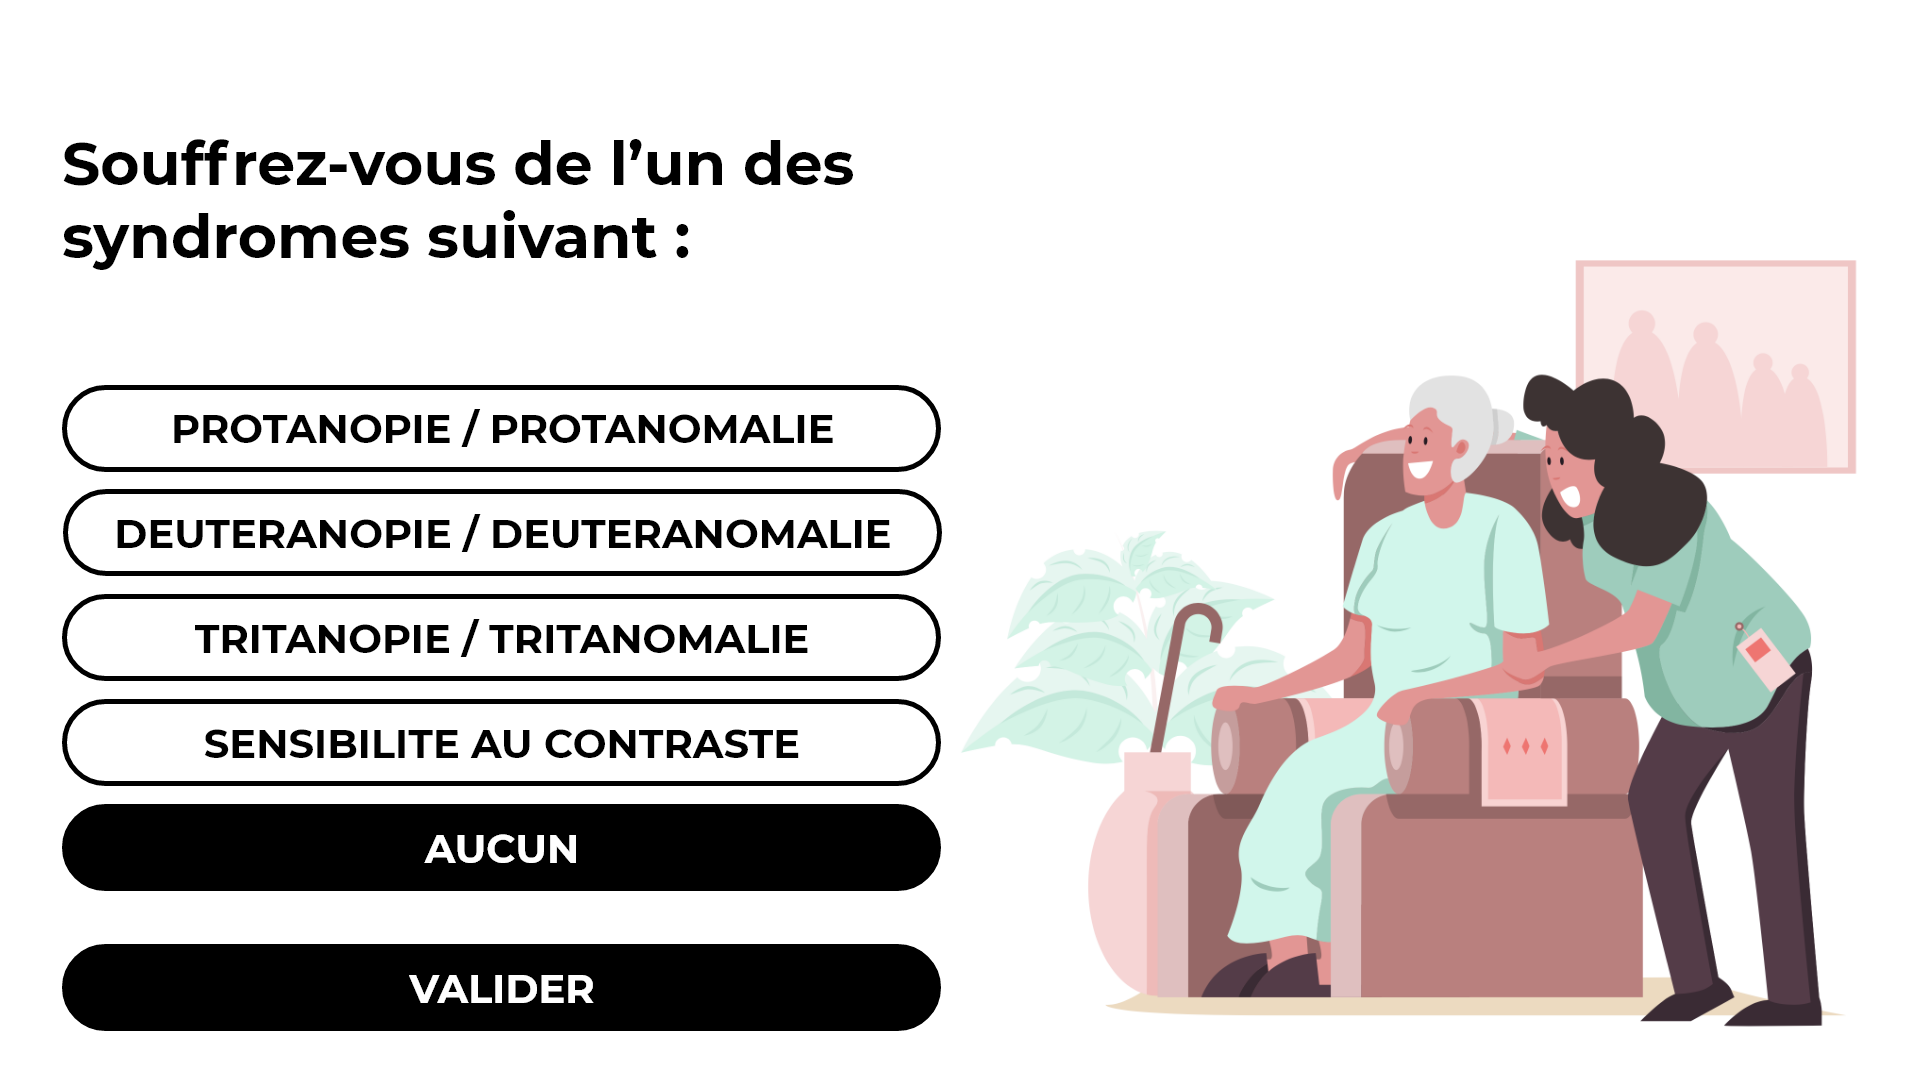 Souffrez-vous de l’un des
syndromes suivant :
PROTANOPIE / PROTANOMALIE
DEUTERANOPIE / DEUTERANOMALIE
TRITANOPIE / TRITANOMALIE
SENSIBILITE AU CONTRASTE
AUCUN
VALIDER